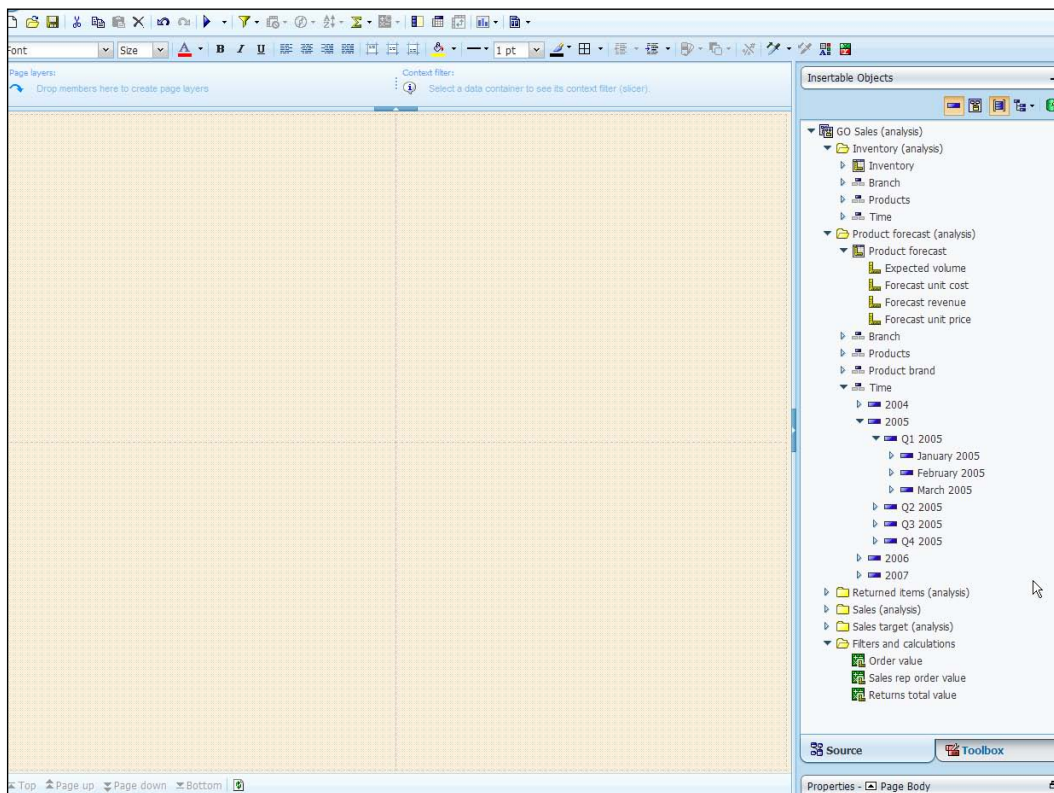 Font
Size
A
B I U
1 pt
Page layers:
Drop members here to create page layers
Context filter:
Select a data container to see its context filter (slicer).
Insertable Objects
GO Sales (analysis)
Inventory (analysis)
Inventory
Branch
Products
Time
Product forecast (analysis)
Product forecast
Expected volume
Forecast unit cost
Forecast revenue
Forecast unit price
Branch
Products
Product brand
Time
2004
2005
Q1 2005
January 2005
February 2005
March 2005
Q2 2005
Q3 2005
Q4 2005
2006
2007
Returned items (analysis)
Sales (analysis)
Sales target (analysis)
Filters and calculations
Order value
Sales rep order value
Returns total value
Source
Toolbox
Top Page up Page down Bottom
Properties - Page Body